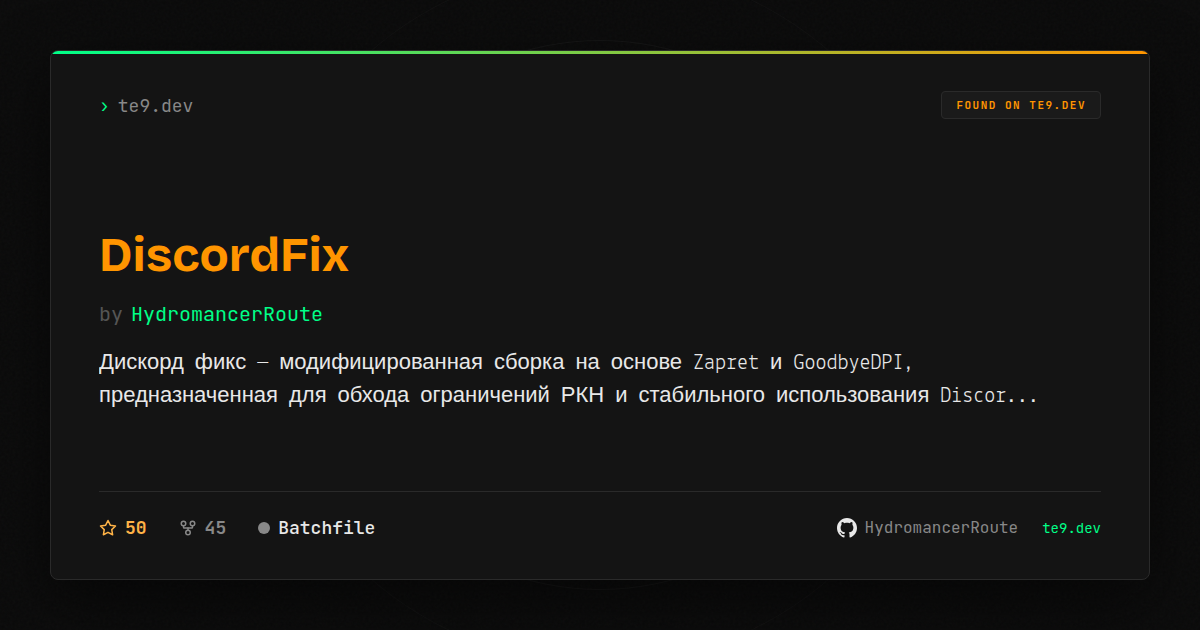 › te9.dev
FOUND ON TE9.DEV
DiscordFix
by HydromancerRoute
Дискорд фикс — модифицированная сборка на основе Zapret и GoodbyeDPI,
предназначенная для обхода ограничений РКН и стабильного использования Discor...
50
45
Batchfile
HydromancerRoute
te9.dev